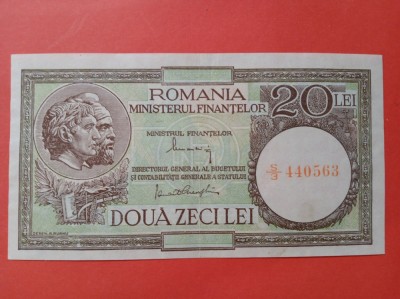 ROMANIA
MINISTERUL FINANȚELOR
20 LEI
MINISTRUL FINANȚELOR
DIRECTORUL GENERAL AL BUGETULUI
ȘI CONTABILITĂȚII GENERALE A STATULUI
S/3 440563
DOUA ZECI LEI